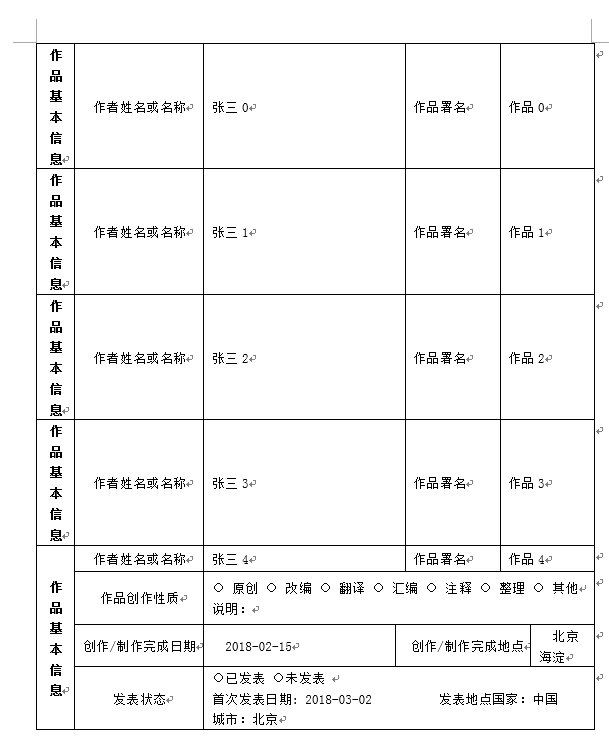 作品基本信息 作者姓名或名称 张三 0 作品署名 作品 0
作品基本信息 作者姓名或名称 张三 1 作品署名 作品 1
作品基本信息 作者姓名或名称 张三 2 作品署名 作品 2
作品基本信息 作者姓名或名称 张三 3 作品署名 作品 3
作品基本信息 作者姓名或名称 张三 4 作品署名 作品 4
作品创作性质 ○ 原创 ○ 改编 ○ 翻译 ○ 汇编 ○ 注释 ○ 整理 ○ 其他
说明：
创作/制作完成日期 2018-02-15 创作/制作完成地点 北京
海淀
发表状态 ○已发表 ○未发表
首次发表日期: 2018-03-02 发表地点国家：中国
城市：北京